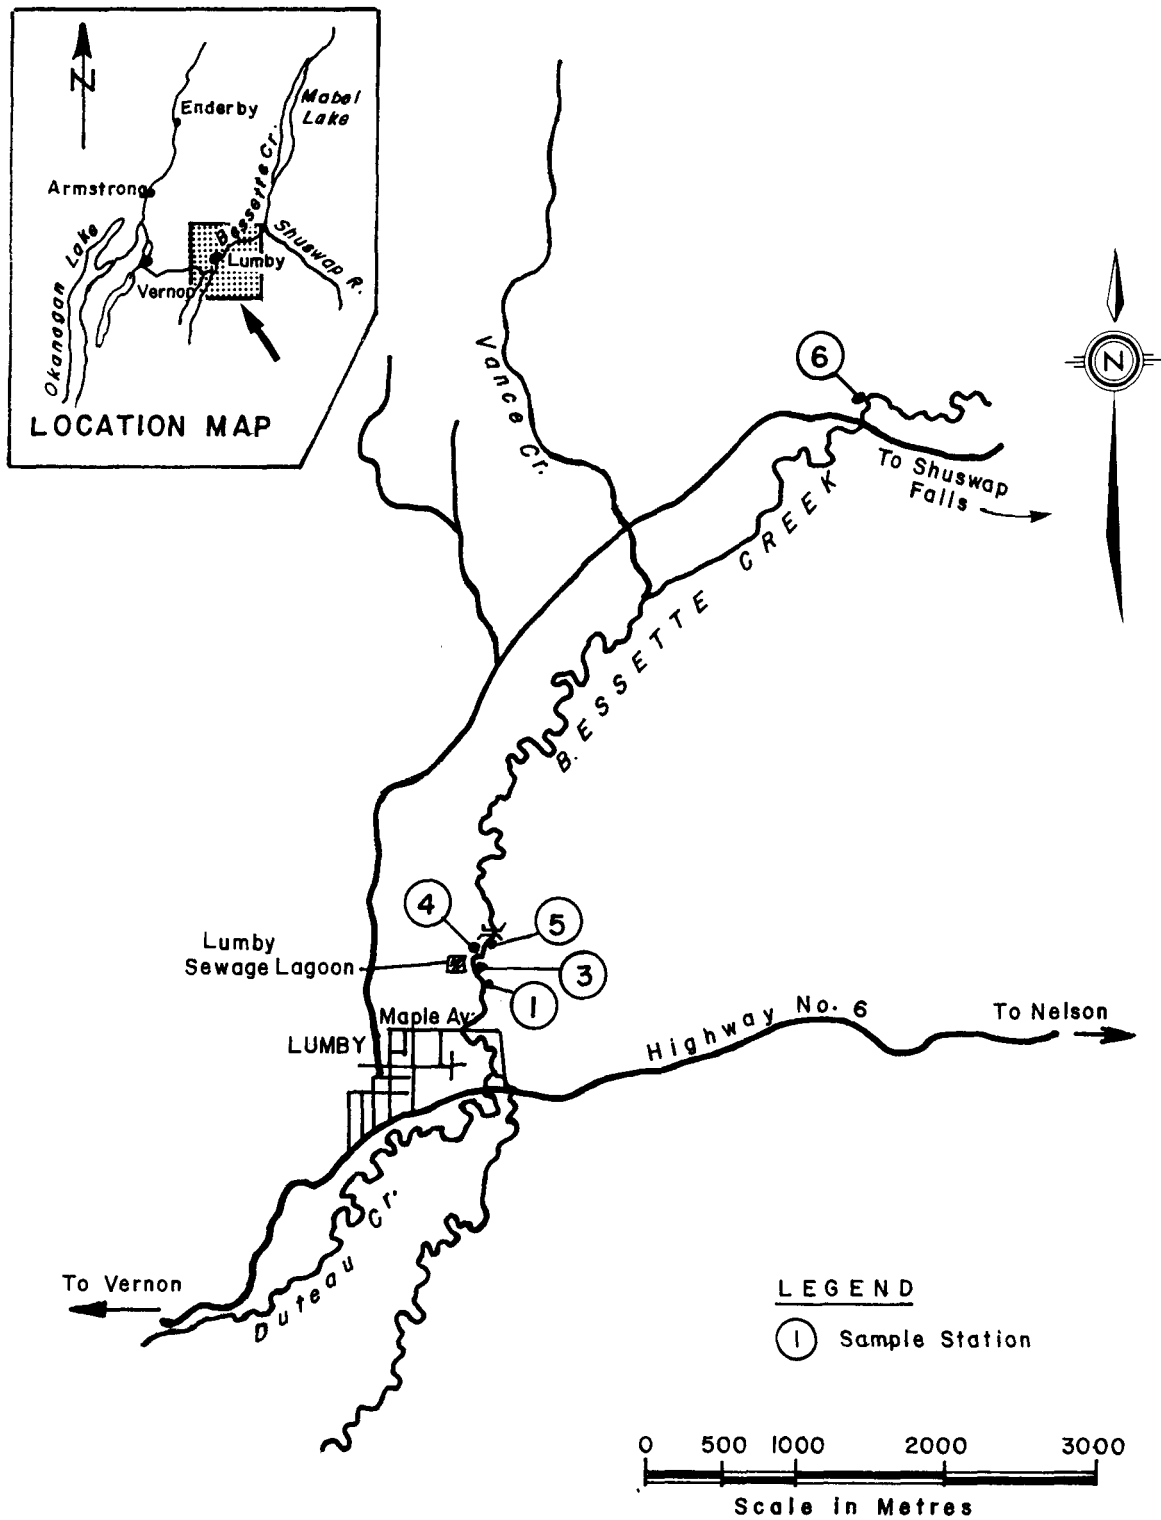 N
Enderby
Mabel
Lake
Bessette Cr.
Armstrong
Okanagan Lake
Shuswap R.
Lumby
Vernon
LOCATION MAP
Vance Cr.
6
N
To Shuswap
Falls
BESSETTE CREEK
4
5
Lumby
Sewage Lagoon
3
1
Maple Av.
LUMBY
Highway No. 6
To Nelson
Duteau Cr.
To Vernon
LEGEND
1 Sample Station
0 500 1000 2000 3000
Scale in Metres